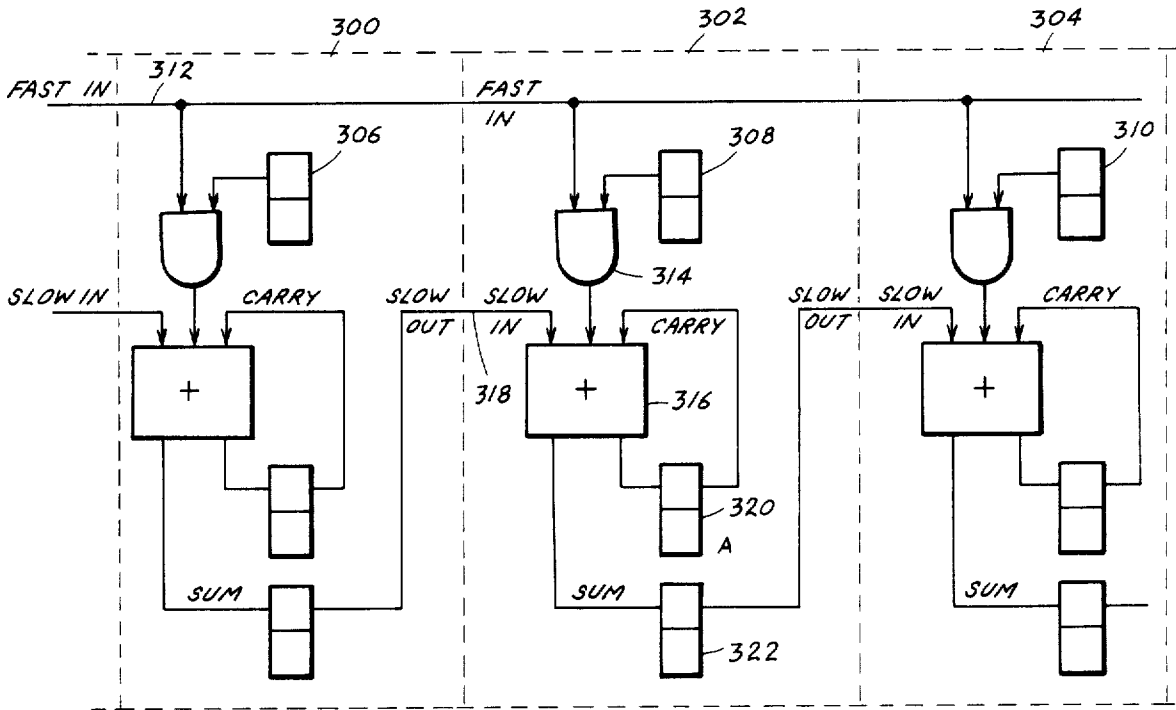 300
302
304
312
FAST IN
FAST
IN
306
308
310
314
SLOW IN
CARRY
SLOW
OUT
SLOW
IN
CARRY
SLOW
OUT
SLOW
IN
CARRY
+
318
+
316
+
320
A
SUM
SUM
322
SUM